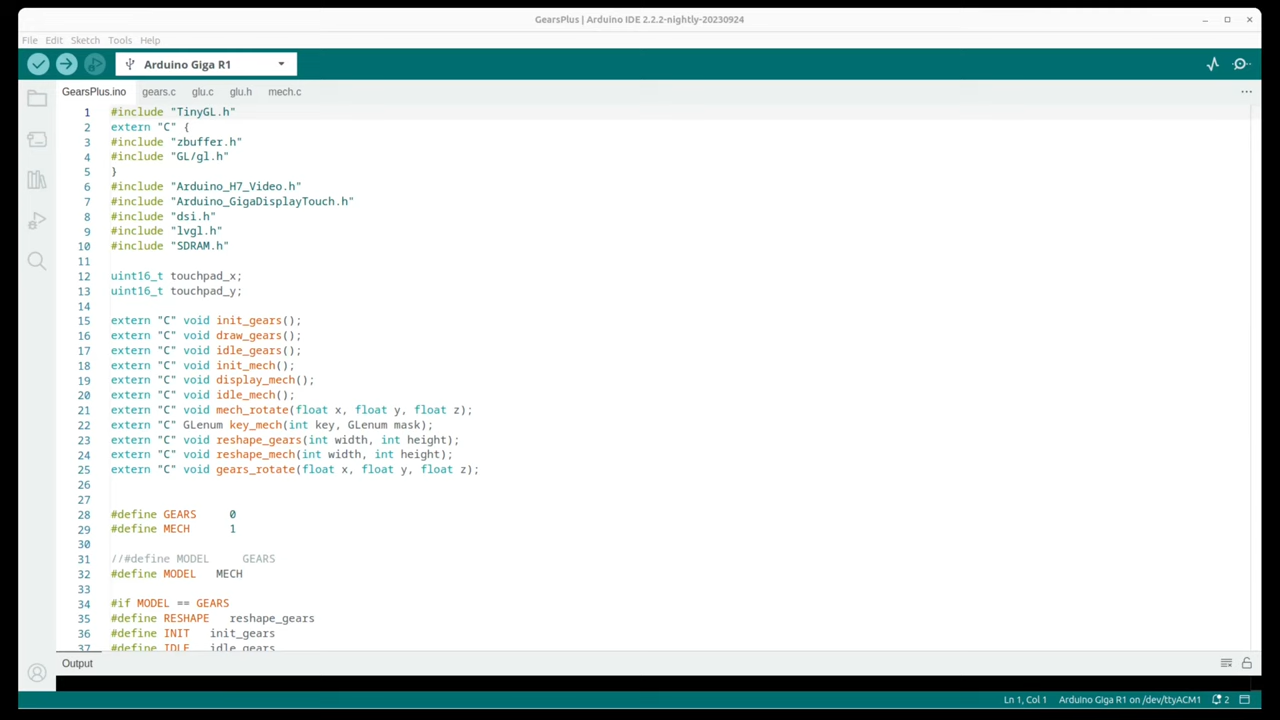 GearsPlus | Arduino IDE 2.2.2-nightly-20230924
File Edit Sketch Tools Help
Arduino Giga R1
GearsPlus.ino gears.c glu.c glu.h mech.c
1 #include "TinyGL.h"
2 extern "C" {
3 #include "zbuffer.h"
4 #include "GL/gl.h"
5 }
6 #include "Arduino_H7_Video.h"
7 #include "Arduino_GigaDisplayTouch.h"
8 #include "dsi.h"
9 #include "lvgl.h"
10 #include "SDRAM.h"
11
12 uint16_t touchpad_x;
13 uint16_t touchpad_y;
14
15 extern "C" void init_gears();
16 extern "C" void draw_gears();
17 extern "C" void idle_gears();
18 extern "C" void init_mech();
19 extern "C" void display_mech();
20 extern "C" void idle_mech();
21 extern "C" void mech_rotate(float x, float y, float z);
22 extern "C" GLenum key_mech(int key, GLenum mask);
23 extern "C" void reshape_gears(int width, int height);
24 extern "C" void reshape_mech(int width, int height);
25 extern "C" void gears_rotate(float x, float y, float z);
26
27
28 #define GEARS 0
29 #define MECH 1
30
31 //#define MODEL GEARS
32 #define MODEL MECH
33
34 #if MODEL == GEARS
35 #define RESHAPE reshape_gears
36 #define INIT init_gears
37 #define IDLE idle_gears
Output
Ln 1, Col 1 Arduino Giga R1 on /dev/ttyACM1 2